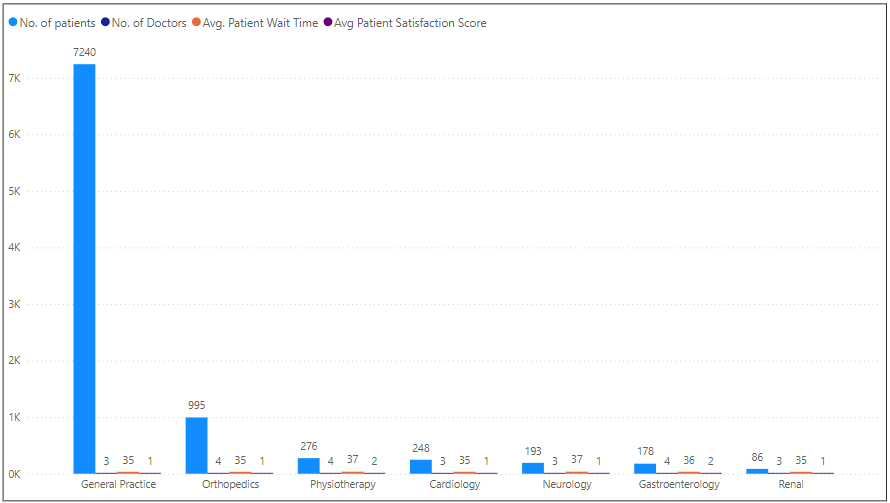 No. of patients No. of Doctors Avg. Patient Wait Time Avg Patient Satisfaction Score
7240
7K
6K
5K
4K
3K
2K
1K
0K
995
276
248
193
178
86
3 35 1
4 35 1
4 37 2
3 35 1
3 37 1
4 36 2
3 35 1
General Practice Orthopedics Physiotherapy Cardiology Neurology Gastroenterology Renal